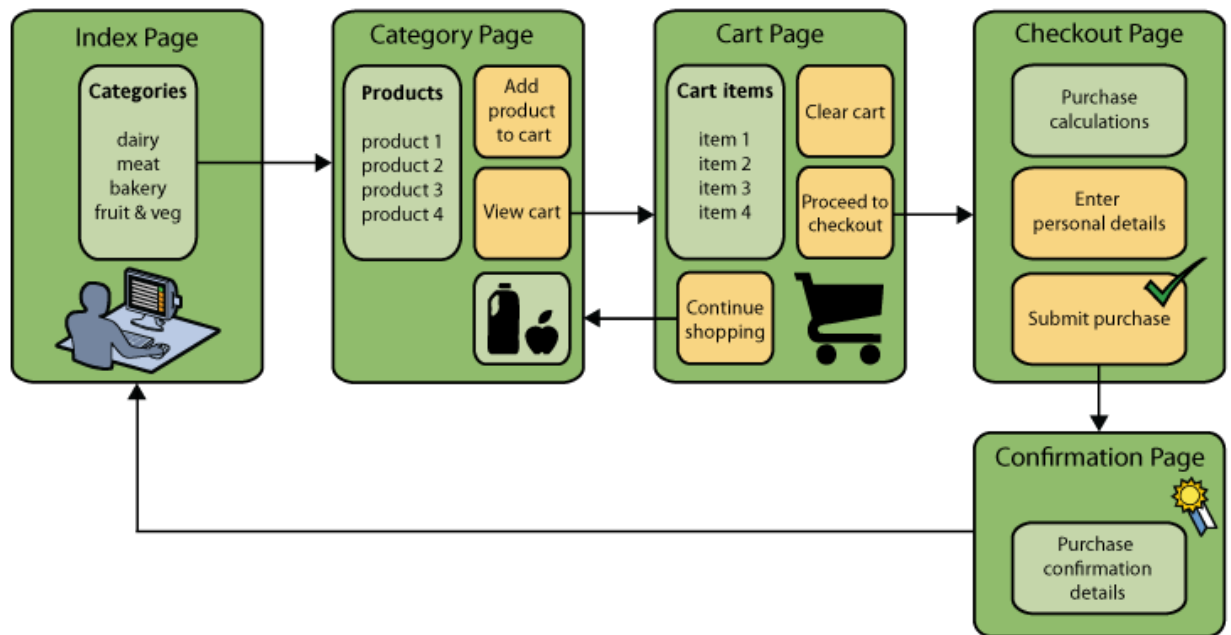 Index Page
Categories
dairy
meat
bakery
fruit & veg
Category Page
Products
product 1
product 2
product 3
product 4
Add
product
to cart
View cart
Cart Page
Cart items
item 1
item 2
item 3
item 4
Clear cart
Proceed to
checkout
Continue
shopping
Checkout Page
Purchase
calculations
Enter
personal details
Submit purchase
Confirmation Page
Purchase
confirmation
details